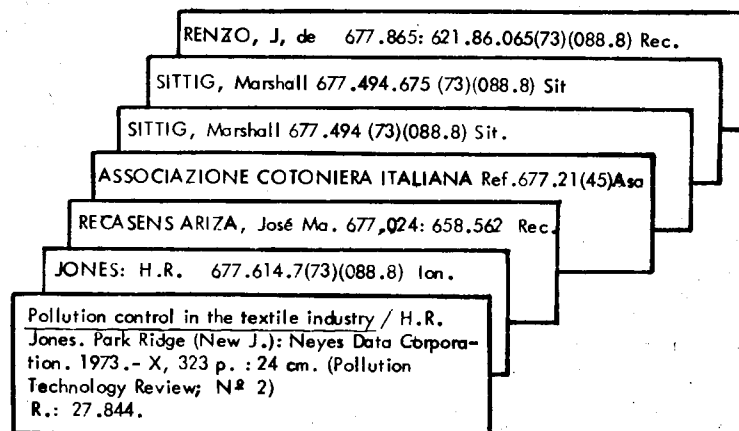 RENZO, J, de 677.865: 621.86.065(73)(088.8) Rec.
SITTIG, Marshall 677.494.675 (73)(088.8) Sit
SITTIG, Marshall 677.494 (73)(088.8) Sit.
ASSOCIAZIONE COTONIERA ITALIANA Ref.677.21(45)Asa
RECASENS ARIZA, José Ma. 677,024: 658.562 Rec.
JONES: H.R. 677.614.7(73)(088.8) Ion.
Pollution control in the textile industry / H.R.
Jones. Park Ridge (New J.): Neyes Data Corpora-
tion. 1973.- X, 323 p. : 24 cm. (Pollution
Technology Review; Nº 2)
R.: 27.844.